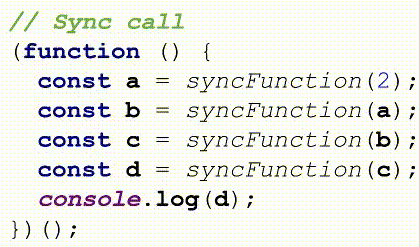 // Sync call
(function () {
  const a = syncFunction(2);
  const b = syncFunction(a);
  const c = syncFunction(b);
  const d = syncFunction(c);
  console.log(d);
})();